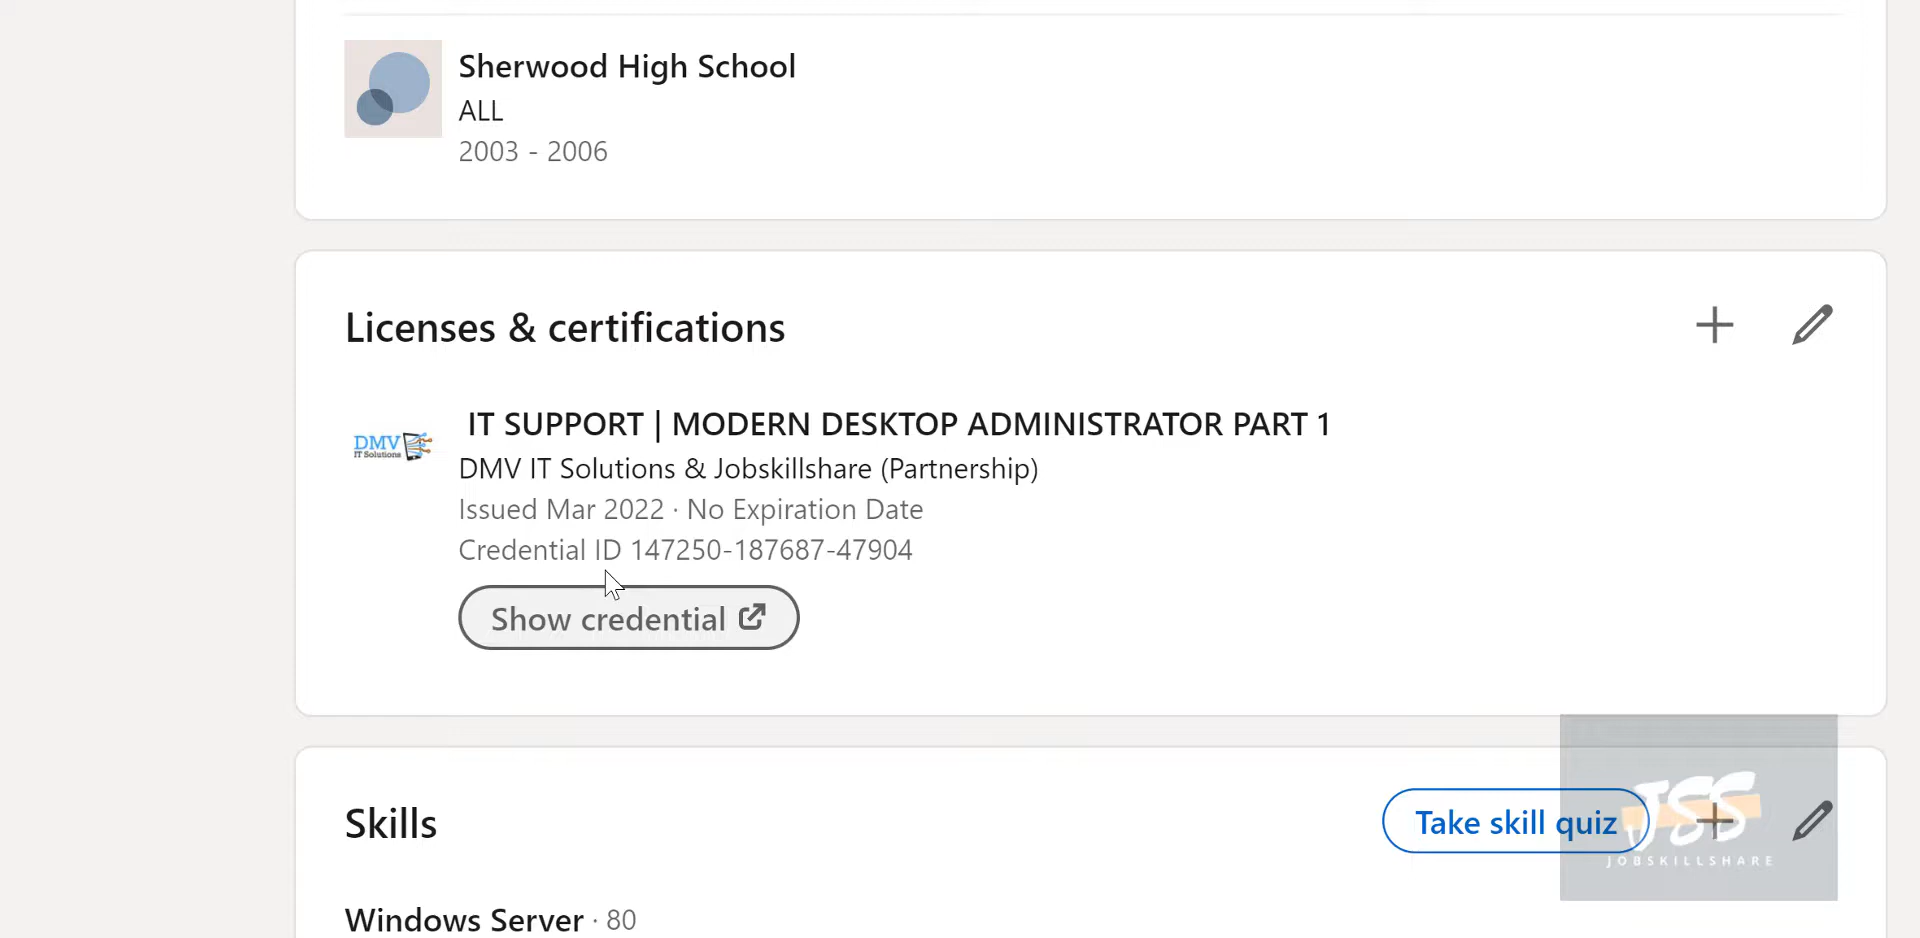 Sherwood High School
ALL
2003 - 2006
Licenses & certifications
DMV
IT Solutions
IT SUPPORT | MODERN DESKTOP ADMINISTRATOR PART 1
DMV IT Solutions & Jobskillshare (Partnership)
Issued Mar 2022 · No Expiration Date
Credential ID 147250-187687-47904
Show credential
Skills
Take skill quiz
JSS
JOBSKILLSHARE
Windows Server · 80